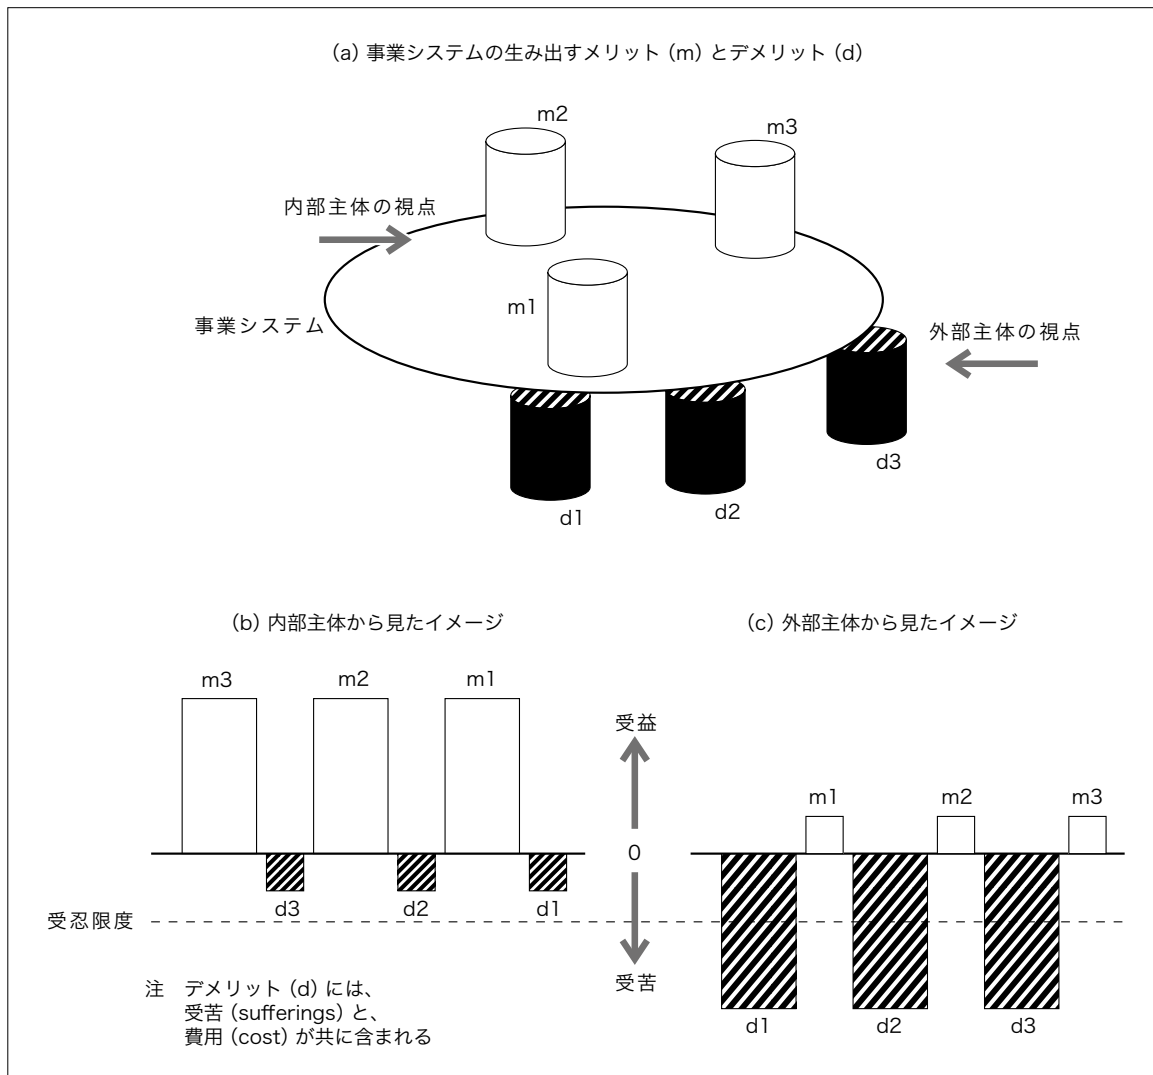 (a) 事業システムの生み出すメリット (m) とデメリット (d)
m2
m3
内部主体の視点
m1
事業システム
外部主体の視点
d3
d1
d2
(b) 内部主体から見たイメージ
(c) 外部主体から見たイメージ
m3
m2
m1
受益
m1
m2
m3
0
d3
d2
d1
受忍限度
受苦
d1
d2
d3
注 デメリット (d) には、
受苦 (sufferings) と、
費用 (cost) が共に含まれる